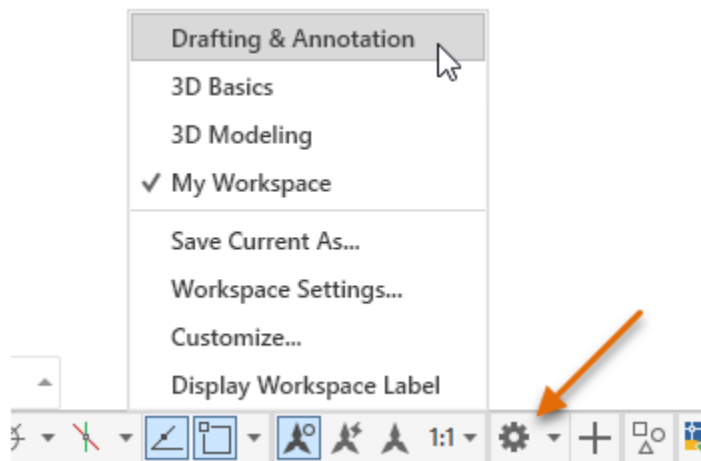 Drafting & Annotation
3D Basics
3D Modeling
My Workspace
Save Current As...
Workspace Settings...
Customize...
Display Workspace Label
1:1